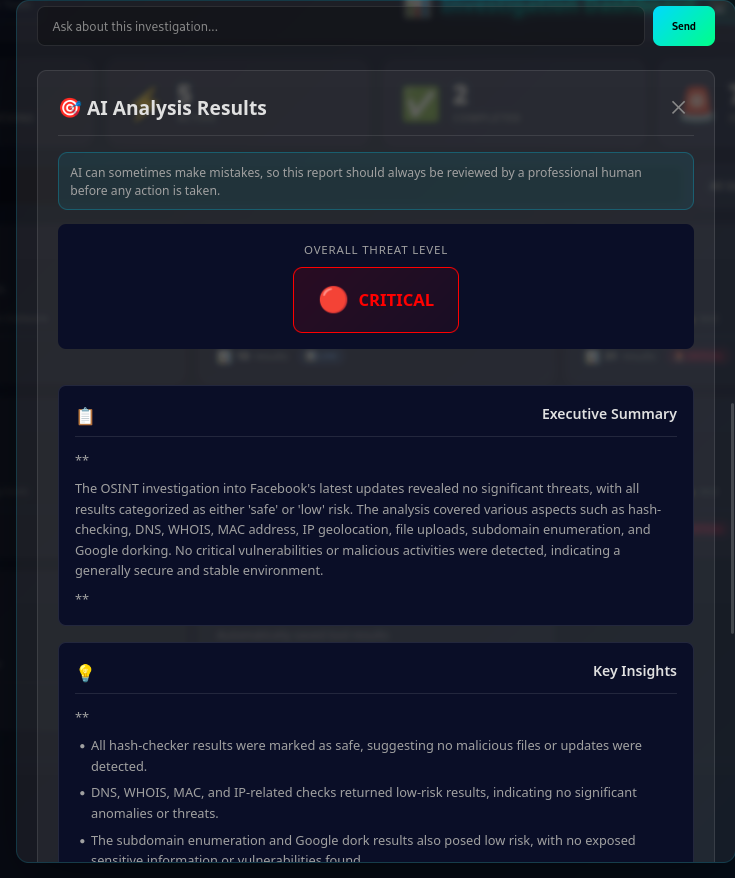 Ask about this investigation...
Send
5
2
🎯 AI Analysis Results
AI can sometimes make mistakes, so this report should always be reviewed by a professional human
before any action is taken.
OVERALL THREAT LEVEL
🔴 CRITICAL
📋 Executive Summary
**
The OSINT investigation into Facebook's latest updates revealed no significant threats, with all
results categorized as either 'safe' or 'low' risk. The analysis covered various aspects such as hash-
checking, DNS, WHOIS, MAC address, IP geolocation, file uploads, subdomain enumeration, and
Google dorking. No critical vulnerabilities or malicious activities were detected, indicating a
generally secure and stable environment.
**
💡 Key Insights
**
• All hash-checker results were marked as safe, suggesting no malicious files or updates were
detected.
• DNS, WHOIS, MAC, and IP-related checks returned low-risk results, indicating no significant
anomalies or threats.
• The subdomain enumeration and Google dork results also posed low risk, with no exposed
sensitive information or vulnerabilities found.